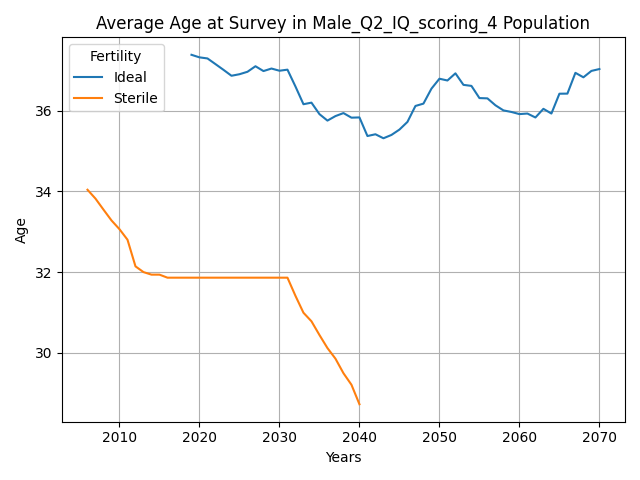 Average Age at Survey in Male_Q2_IQ_scoring_4 Population
Fertility
Ideal
Sterile
36
34
32
30
Age
2010 2020 2030 2040 2050 2060 2070
Years